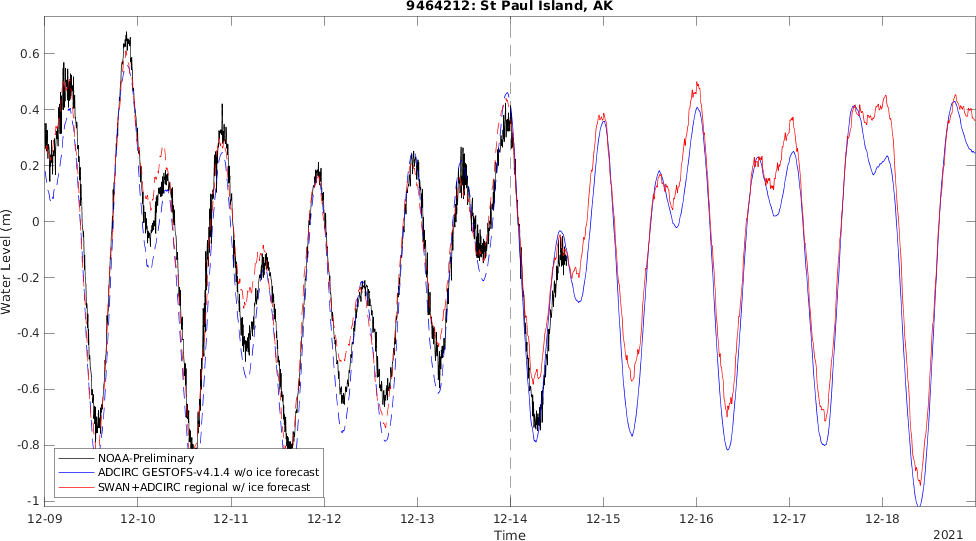 9464212: St Paul Island, AK
Water Level (m)
0.6
0.4
0.2
0
-0.2
-0.4
-0.6
-0.8
-1
NOAA-Preliminary
ADCIRC GESTOFS-v4.1.4 w/o ice forecast
SWAN+ADCIRC regional w/ ice forecast
12-09 12-10 12-11 12-12 12-13 12-14 12-15 12-16 12-17 12-18
Time
2021